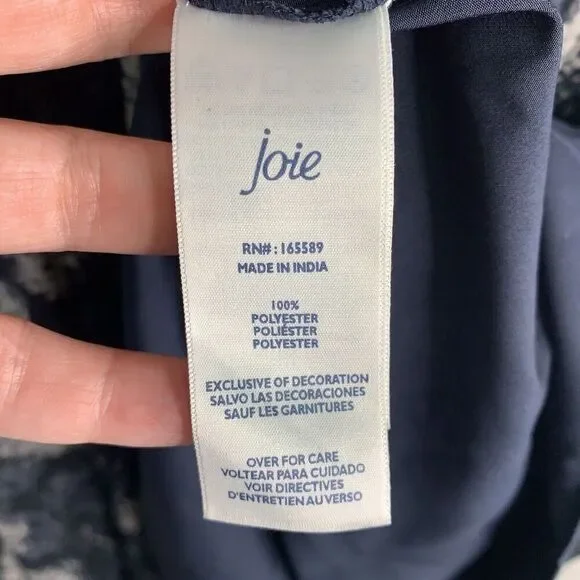 joie
RN#: 165589
MADE IN INDIA
100%
POLYESTER
POLIÉSTER
POLYESTER
EXCLUSIVE OF DECORATION
SALVO LAS DECORACIONES
SAUF LES GARNITURES
OVER FOR CARE
VOLTEAR PARA CUIDADO
VOIR DIRECTIVES
D'ENTRETIEN AU VERSO